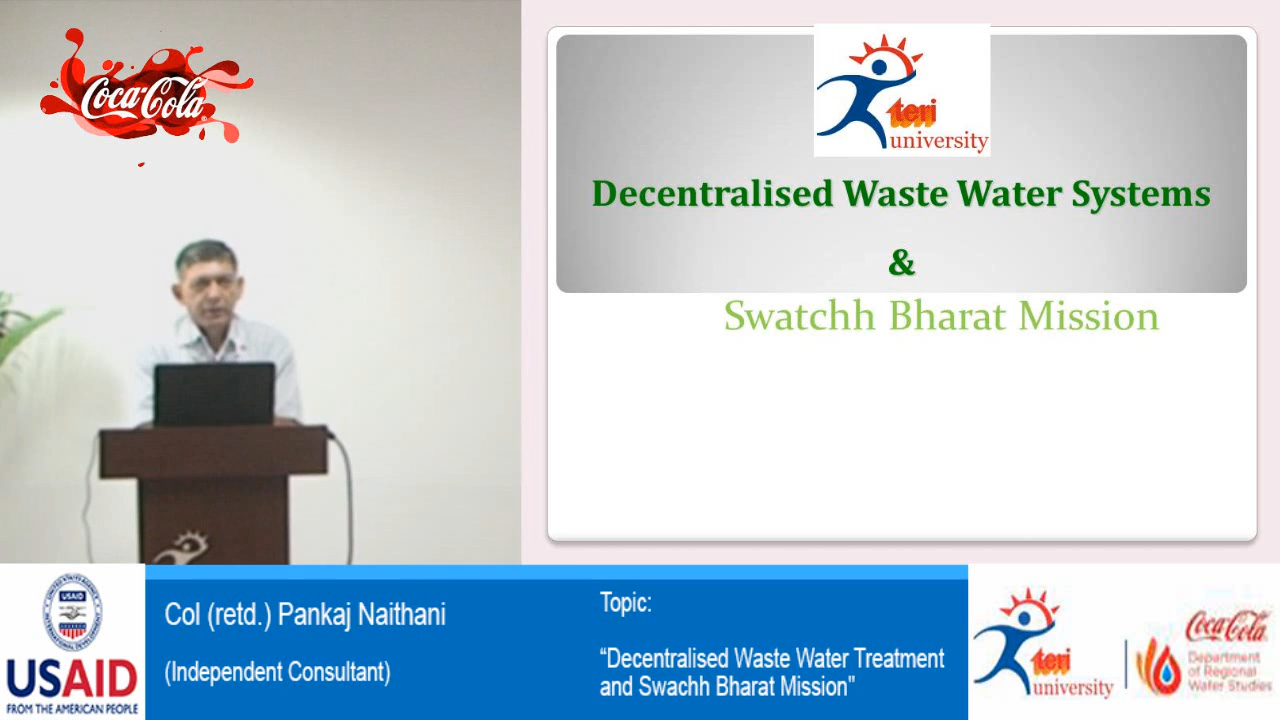 Coca-Cola
teri
university
Decentralised Waste Water Systems
&
Swatchh Bharat Mission
USAID
USAID
FROM THE AMERICAN PEOPLE
Col (retd.) Pankaj Naithani
(Independent Consultant)
Topic:
“Decentralised Waste Water Treatment
and Swachh Bharat Mission"
teri
university
Coca-Cola
Department
of Regional
Water Studies